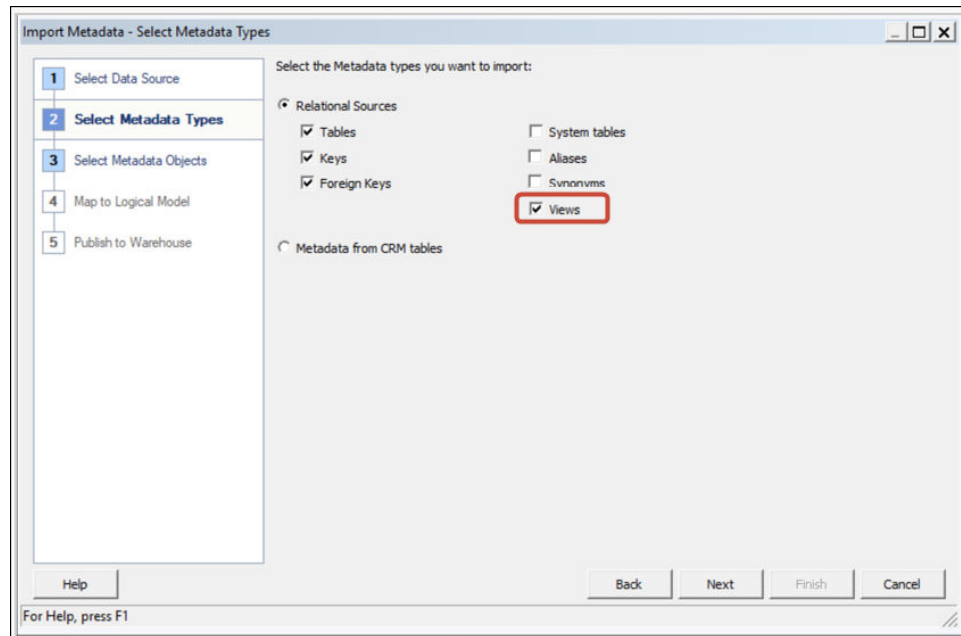 Import Metadata - Select Metadata Types
1 Select Data Source
2 Select Metadata Types
3 Select Metadata Objects
4 Map to Logical Model
5 Publish to Warehouse
Select the Metadata types you want to import:
Relational Sources
Tables
System tables
Keys
Aliases
Foreign Keys
Synonyms
Views
Metadata from CRM tables
Help
Back
Next
Finish
Cancel
For Help, press F1